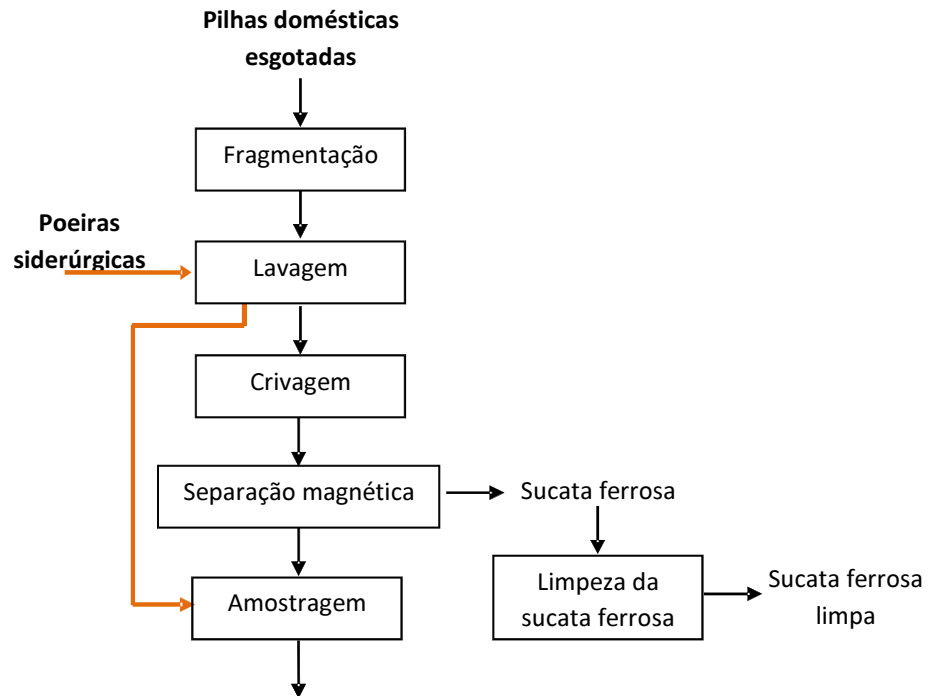 Pilhas domésticas
esgotadas
Fragmentação
Poeiras
siderúrgicas
Lavagem
Crivagem
Separação magnética
Sucata ferrosa
Amostragem
Limpeza da
sucata ferrosa
Sucata ferrosa
limpa